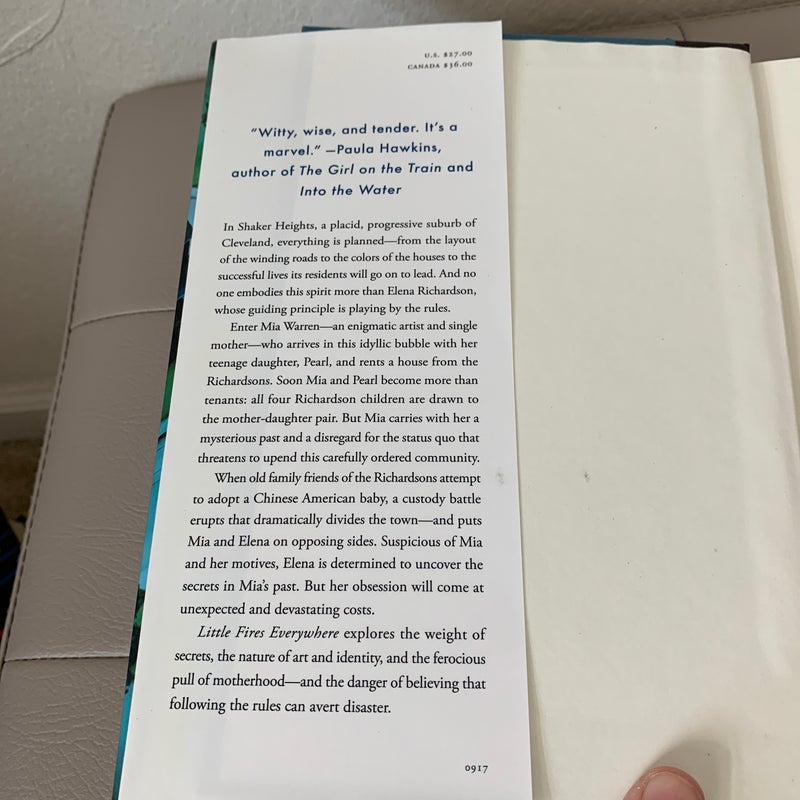 U.S. $27.00
CANADA $36.00
"Witty, wise, and tender. It's a
marvel." —Paula Hawkins,
author of The Girl on the Train and
Into the Water
In Shaker Heights, a placid, progressive suburb of
Cleveland, everything is planned—from the layout
of the winding roads to the colors of the houses to the
successful lives its residents will go on to lead. And no
one embodies this spirit more than Elena Richardson,
whose guiding principle is playing by the rules.
Enter Mia Warren—an enigmatic artist and single
mother—who arrives in this idyllic bubble with her
teenage daughter, Pearl, and rents a house from the
Richardsons. Soon Mia and Pearl become more than
tenants: all four Richardson children are drawn to
the mother-daughter pair. But Mia carries with her a
mysterious past and a disregard for the status quo that
threatens to upend this carefully ordered community.
When old family friends of the Richardsons attempt
to adopt a Chinese American baby, a custody battle
erupts that dramatically divides the town—and puts
Mia and Elena on opposing sides. Suspicious of Mia
and her motives, Elena is determined to uncover the
secrets in Mia's past. But her obsession will come at
unexpected and devastating costs.
Little Fires Everywhere explores the weight of
secrets, the nature of art and identity, and the ferocious
pull of motherhood—and the danger of believing that
following the rules can avert disaster.
0917